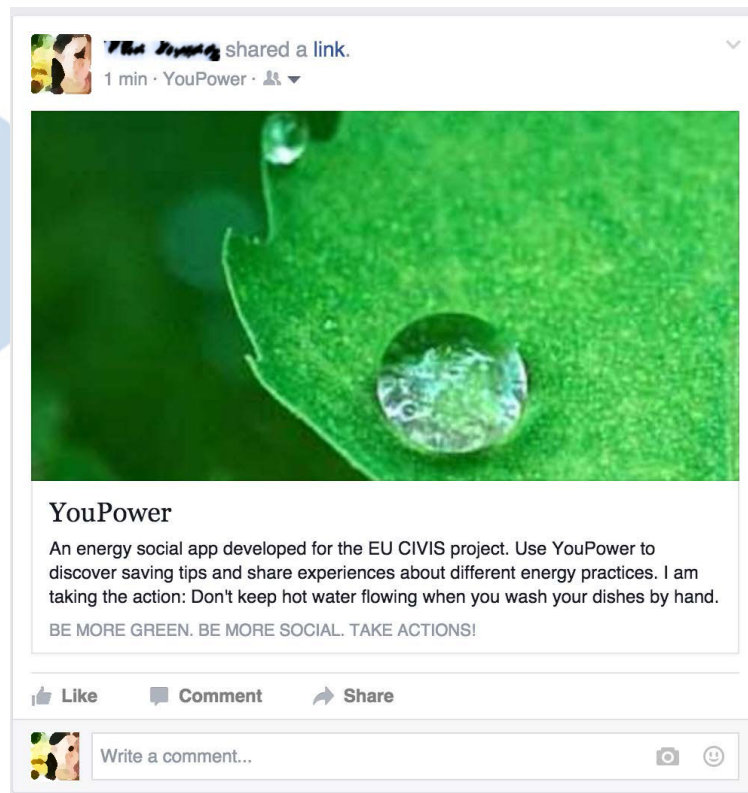 shared a link.
1 min · YouPower ·
YouPower
An energy social app developed for the EU CIVIS project. Use YouPower to
discover saving tips and share experiences about different energy practices. I am
taking the action: Don't keep hot water flowing when you wash your dishes by hand.
BE MORE GREEN. BE MORE SOCIAL. TAKE ACTIONS!
Like Comment Share
Write a comment...